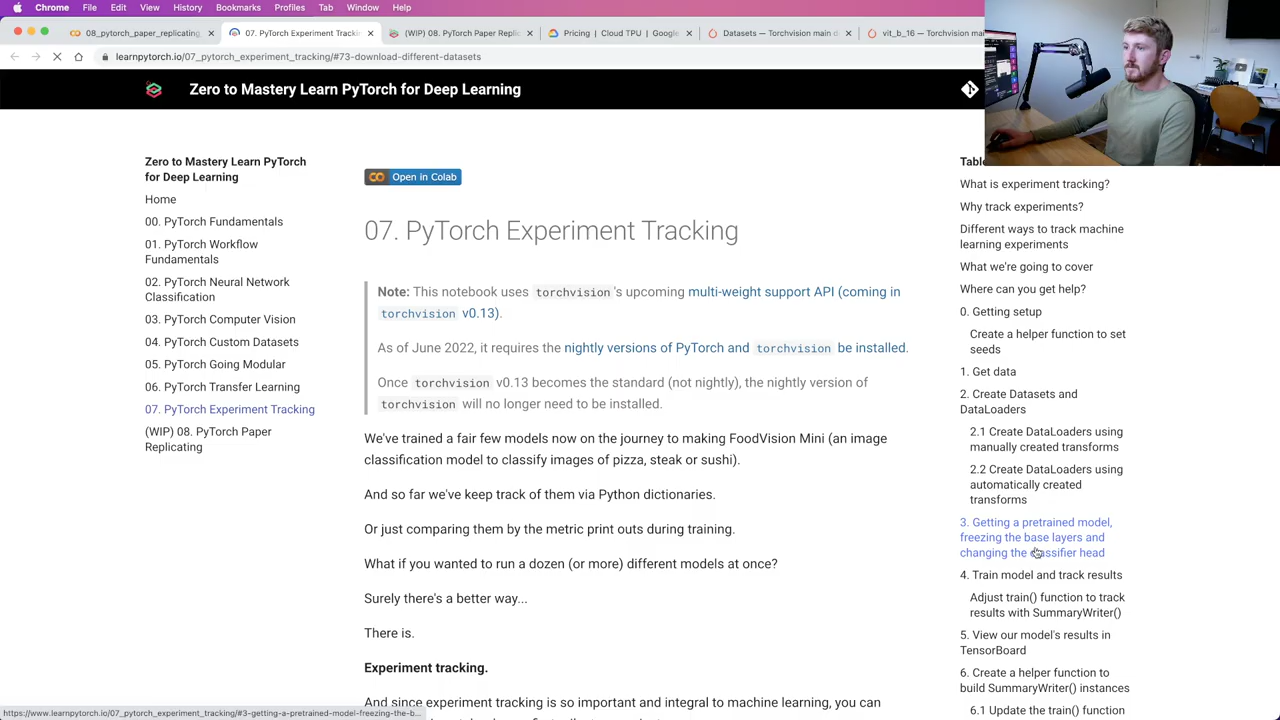 Chrome File Edit View History Bookmarks Profiles Tab Window Help
08_pytorch_paper_replicating 07. PyTorch Experiment Tracki (WIP) 08. PyTorch Paper Replic Pricing | Cloud TPU | Google Datasets — Torchvision main d vit_b_16 — Torchvision ma
learnpytorch.io/07_pytorch_experiment_tracking/#73-download-different-datasets
Zero to Mastery Learn PyTorch for Deep Learning
Zero to Mastery Learn PyTorch
for Deep Learning
Home
00. PyTorch Fundamentals
01. PyTorch Workflow
Fundamentals
02. PyTorch Neural Network
Classification
03. PyTorch Computer Vision
04. PyTorch Custom Datasets
05. PyTorch Going Modular
06. PyTorch Transfer Learning
07. PyTorch Experiment Tracking
(WIP) 08. PyTorch Paper
Replicating
Open in Colab
07. PyTorch Experiment Tracking
Note: This notebook uses torchvision's upcoming multi-weight support API (coming in
torchvision v0.13).
As of June 2022, it requires the nightly versions of PyTorch and torchvision be installed.
Once torchvision v0.13 becomes the standard (not nightly), the nightly version of
torchvision will no longer need to be installed.
We've trained a fair few models now on the journey to making FoodVision Mini (an image
classification model to classify images of pizza, steak or sushi).
And so far we've keep track of them via Python dictionaries.
Or just comparing them by the metric print outs during training.
What if you wanted to run a dozen (or more) different models at once?
Surely there's a better way...
There is.
Experiment tracking.
And since experiment tracking is so important and integral to machine learning, you can
Table
What is experiment tracking?
Why track experiments?
Different ways to track machine
learning experiments
What we're going to cover
Where can you get help?
0. Getting setup
Create a helper function to set
seeds
1. Get data
2. Create Datasets and
DataLoaders
2.1 Create DataLoaders using
manually created transforms
2.2 Create DataLoaders using
automatically created
transforms
3. Getting a pretrained model,
freezing the base layers and
changing the classifier head
4. Train model and track results
Adjust train() function to track
results with SummaryWriter()
5. View our model's results in
TensorBoard
6. Create a helper function to
build SummaryWriter() instances
6.1 Update the train() function
https://www.learnpytorch.io/07_pytorch_experiment_tracking/#3-getting-a-pretrained-model-freezing-the-b...